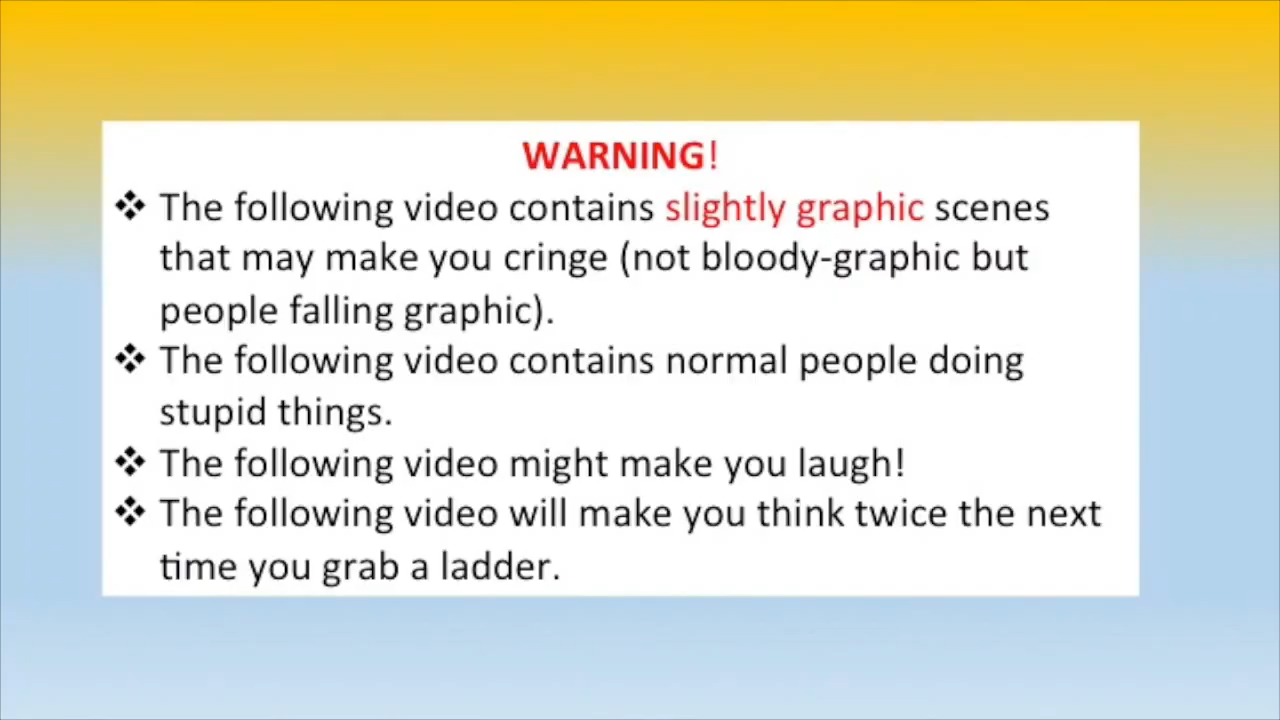 WARNING!
❖ The following video contains slightly graphic scenes
that may make you cringe (not bloody-graphic but
people falling graphic).
❖ The following video contains normal people doing
stupid things.
❖ The following video might make you laugh!
❖ The following video will make you think twice the next
time you grab a ladder.